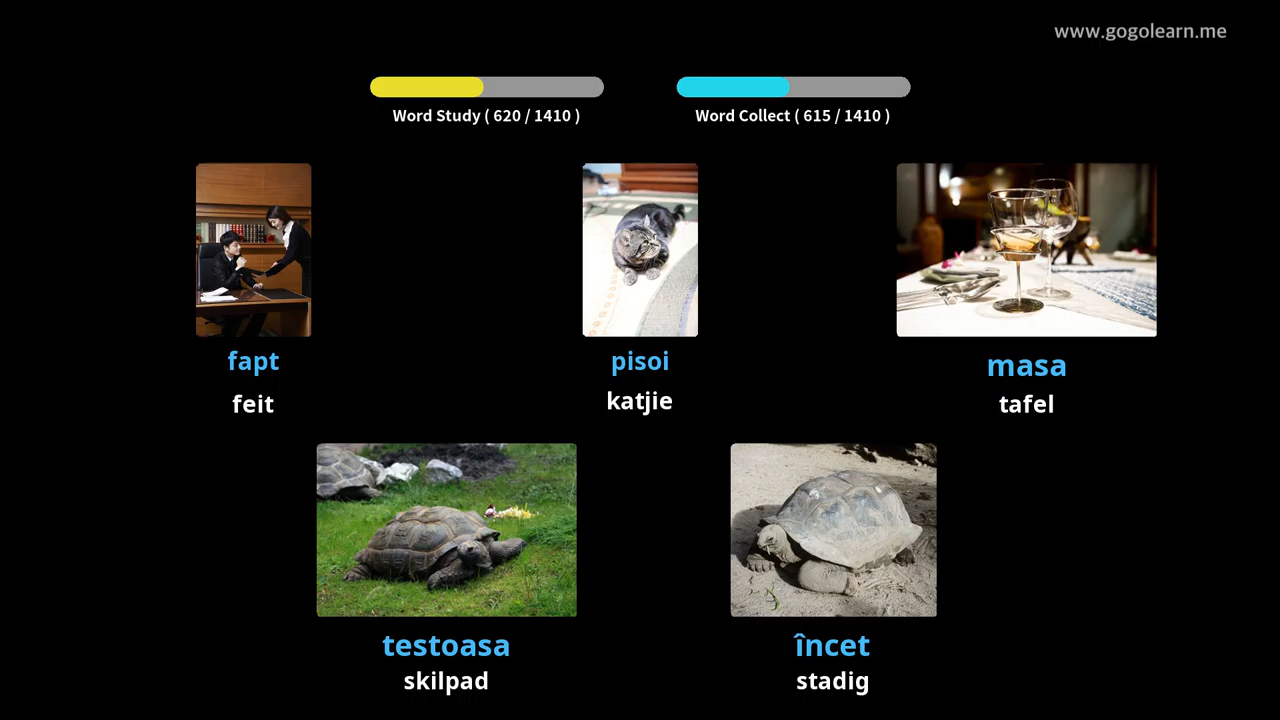 www.gogolearn.me
Word Study ( 620 / 1410 )
Word Collect ( 615 / 1410 )
fapt
feit
pisoi
katjie
masa
tafel
testoasa
skilpad
încet
stadig